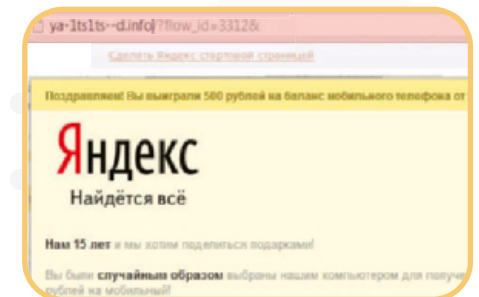 ya-1ts1ts--d.info/?flow_id=3312&
Сделать Яндекс стартовой страницей
Поздравляем! Вы выиграли 500 рублей на баланс мобильного телефона от
Яндекс
Найдётся всё
Нам 15 лет и мы хотим поделиться подарками!
Вы были случайным образом выбраны нашим компьютером для получе
рублей на мобильный!